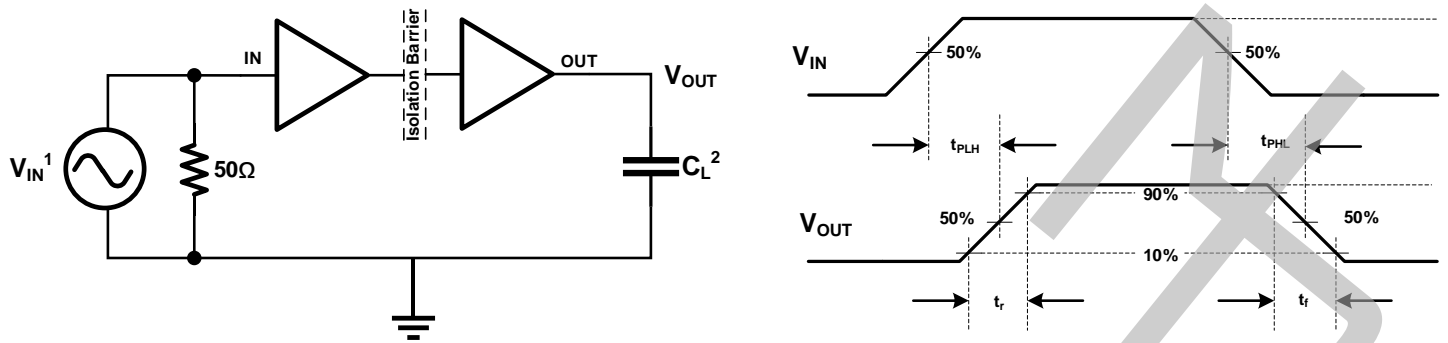 IN
Isolation Barrier
OUT
V_OUT
V_IN^1
50Ω
C_L^2
V_IN
50%
50%
t_PLH
t_PHL
V_OUT
50%
90%
50%
10%
t_r
t_f